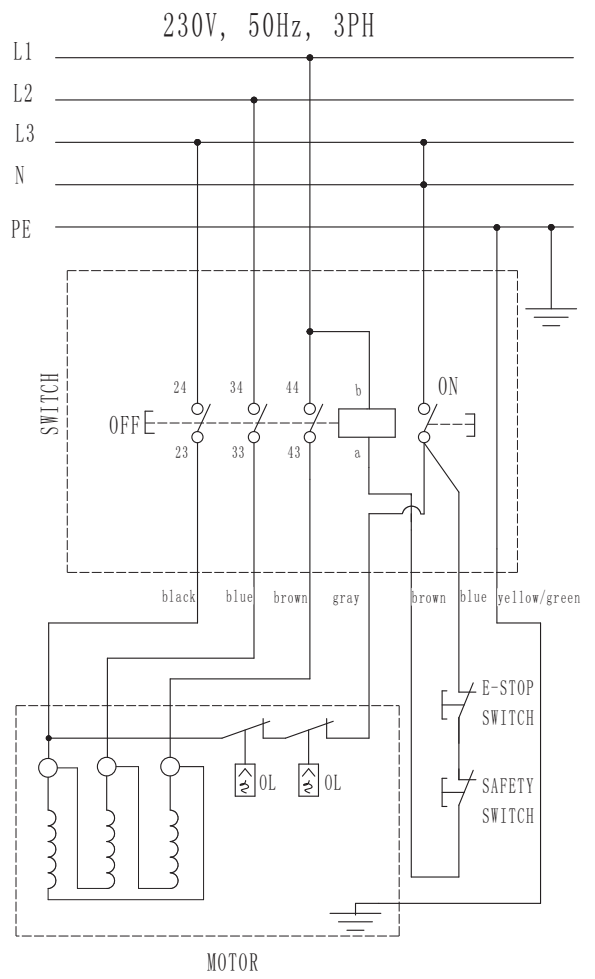 230V, 50Hz, 3PH
L1
L2
L3
N
PE
SWITCH
24
34
44
b
ON
OFF
23
33
43
a
black
blue
brown
gray
brown
blue
yellow/green
E-STOP
SWITCH
OL
OL
SAFETY
SWITCH
MOTOR